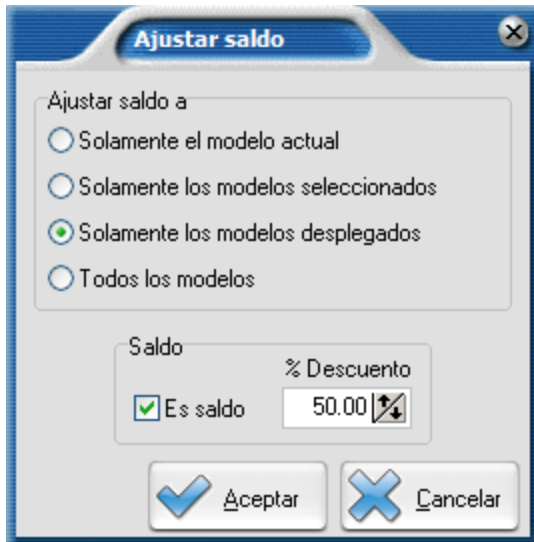 Ajustar saldo
Ajustar saldo a
Solamente el modelo actual
Solamente los modelos seleccionados
Solamente los modelos desplegados
Todos los modelos
Saldo
% Descuento
Es saldo
50.00
Aceptar
Cancelar